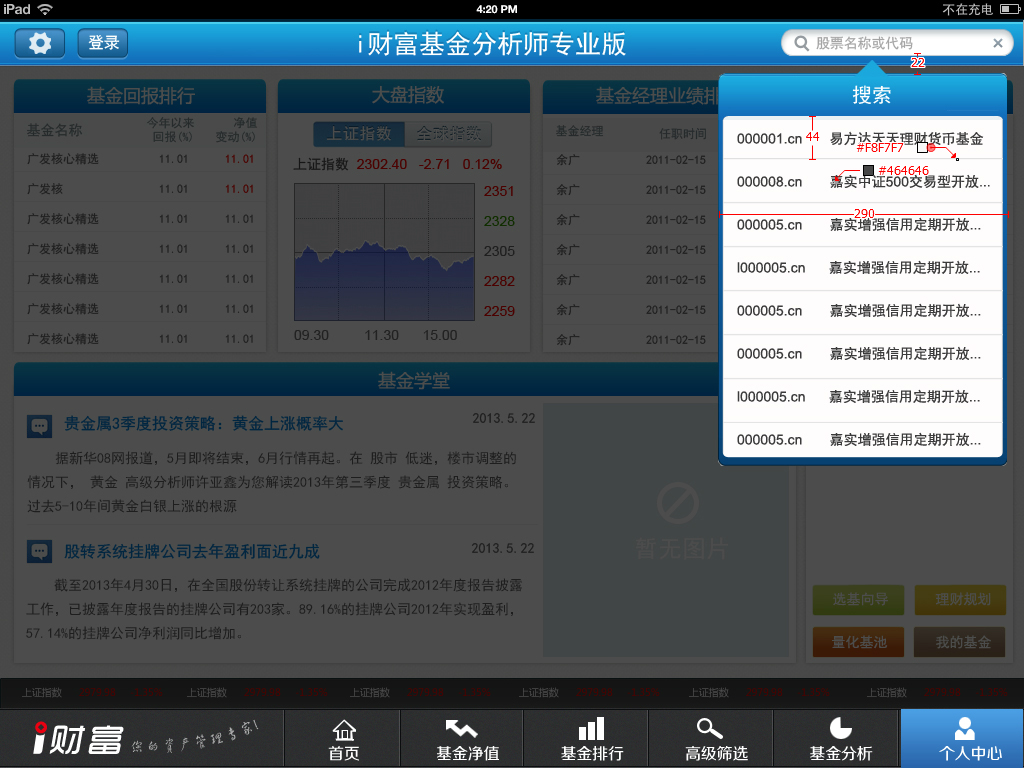 iPad 4:20 PM 不在充电
登录 i财富基金分析师专业版 股票名称或代码
22
基金回报排行
基金名称 今年以来回报(%) 净值变动(%)
广发核心精选 11.01 11.01
广发核 11.01 11.01
广发核心精选 11.01 11.01
广发核心精选 11.01 11.01
广发核心精选 11.01 11.01
广发核心精选 11.01 11.01
广发核心精选 11.01 11.01
大盘指数
上证指数 全球指数
上证指数 2302.40 -2.71 0.12%
2351
2328
2305
2282
2259
09.30 11.30 15.00
基金经理业绩排
基金经理 任职时间
余广 2011-02-15
余广 2011-02-15
余广 2011-02-15
余广 2011-02-15
余广 2011-02-15
余广 2011-02-15
余广 2011-02-15
搜索
000001.cn 44 易方达天天理财货币基金
#F8F7F7
#464646
000008.cn 嘉实中证500交易型开放...
290
000005.cn 嘉实增强信用定期开放...
l000005.cn 嘉实增强信用定期开放...
000005.cn 嘉实增强信用定期开放...
000005.cn 嘉实增强信用定期开放...
l000005.cn 嘉实增强信用定期开放...
000005.cn 嘉实增强信用定期开放...
基金学堂
贵金属3季度投资策略：黄金上涨概率大 2013.5.22
据新华08网报道，5月即将结束，6月行情再起。在 股市 低迷，楼市调整的
情况下， 黄金 高级分析师许亚鑫为您解读2013年第三季度 贵金属 投资策略。
过去5-10年间黄金白银上涨的根源
股转系统挂牌公司去年盈利面近九成 2013.5.22
截至2013年4月30日，在全国股份转让系统挂牌的公司完成2012年度报告披露
工作，已披露年度报告的挂牌公司有203家。89.16%的挂牌公司2012年实现盈利，
57.14%的挂牌公司净利润同比增加。
暂无图片
选基向导 理财规划
量化基池 我的基金
上证指数 上证指数 上证指数 上证指数 上证指数 上证指数
i财富 你的资产管理专家！
首页 基金净值 基金排行 高级筛选 基金分析 个人中心